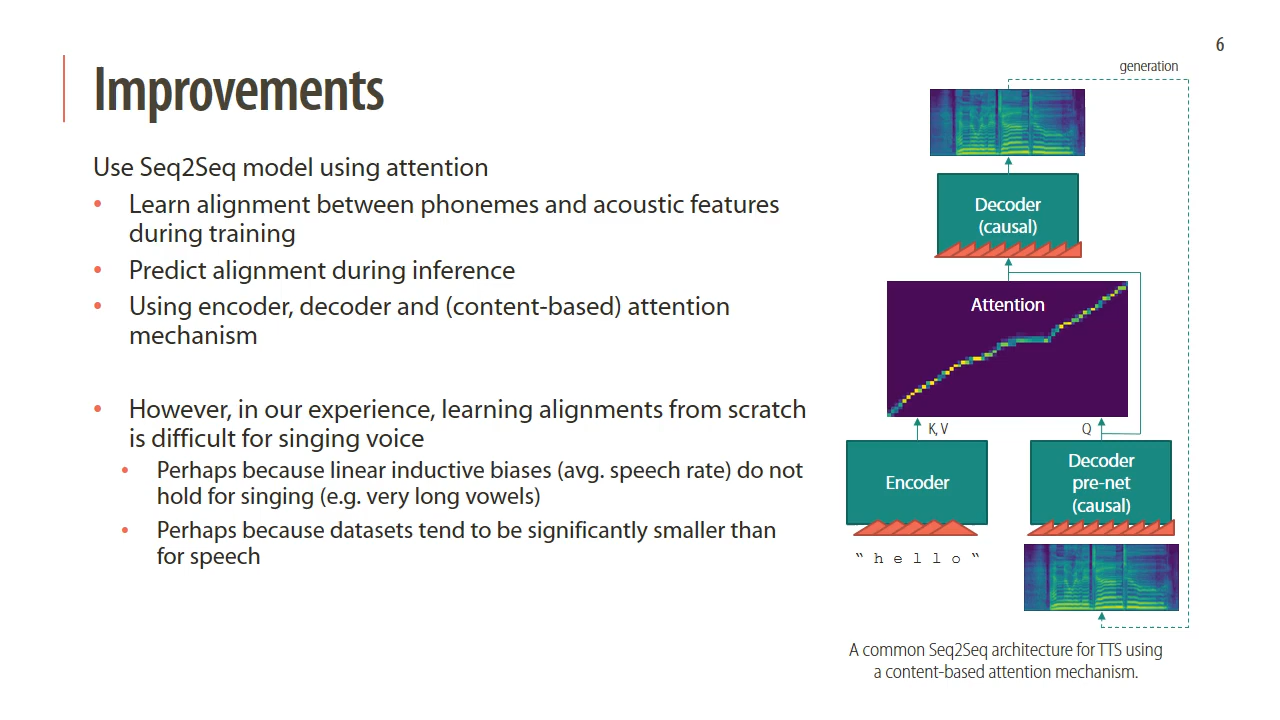 6
Improvements
Use Seq2Seq model using attention
• Learn alignment between phonemes and acoustic features
during training
• Predict alignment during inference
• Using encoder, decoder and (content-based) attention
mechanism
• However, in our experience, learning alignments from scratch
is difficult for singing voice
• Perhaps because linear inductive biases (avg. speech rate) do not
hold for singing (e.g. very long vowels)
• Perhaps because datasets tend to be significantly smaller than
for speech
generation
Decoder
(causal)
Attention
K, V
Q
Encoder
Decoder
pre-net
(causal)
“ h e l l o “
A common Seq2Seq architecture for TTS using
a content-based attention mechanism.